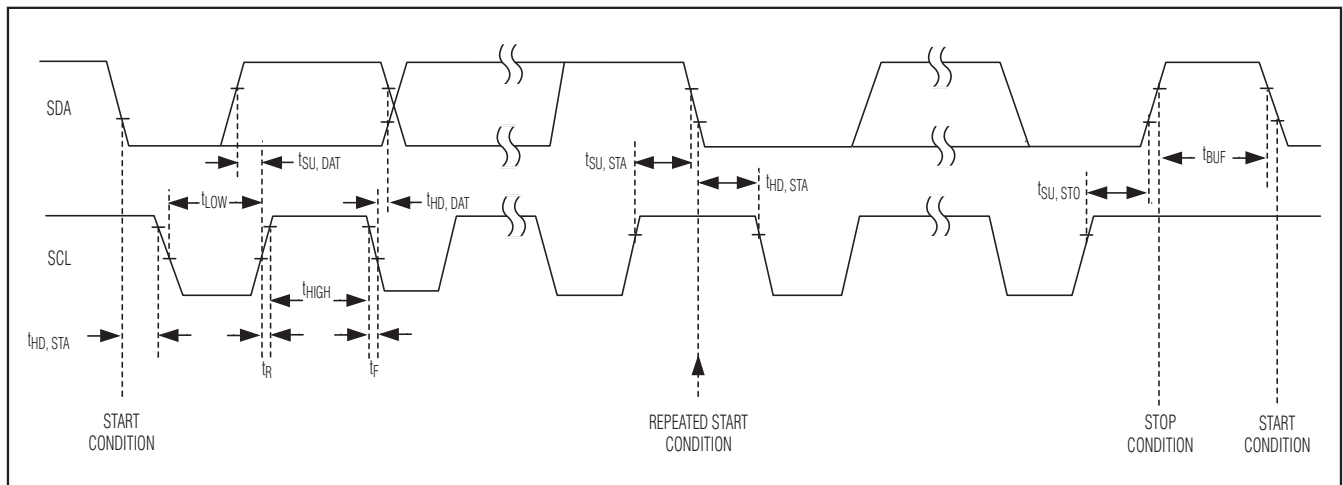 SDA
tSU, DAT
tLOW
tHD, DAT
tSU, STA
tHD, STA
tBUF
tSU, STO
SCL
tHIGH
tHD, STA
tR
tF
START
CONDITION
REPEATED START
CONDITION
STOP
CONDITION
START
CONDITION